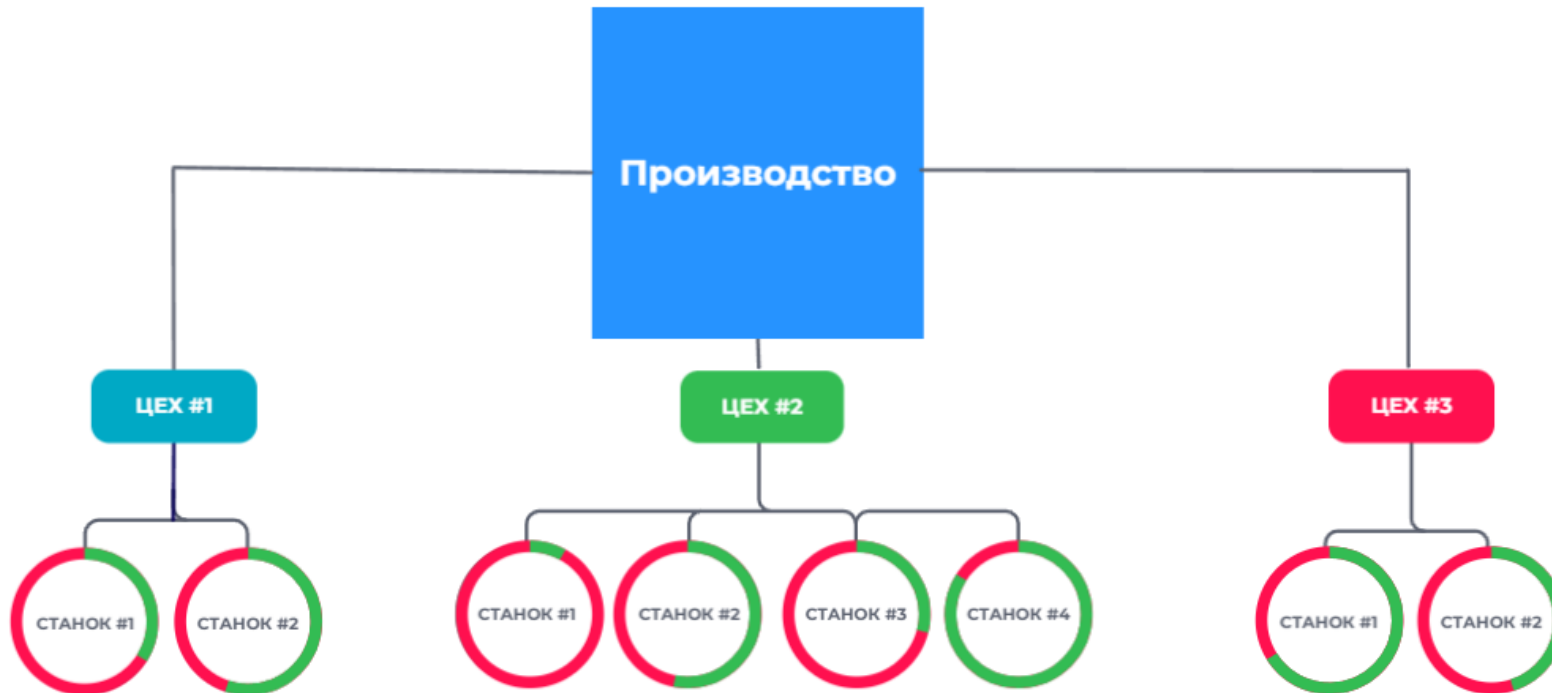 Производство
ЦЕХ #1
ЦЕХ #2
ЦЕХ #3
СТАНОК #1
СТАНОК #2
СТАНОК #1
СТАНОК #2
СТАНОК #3
СТАНОК #4
СТАНОК #1
СТАНОК #2